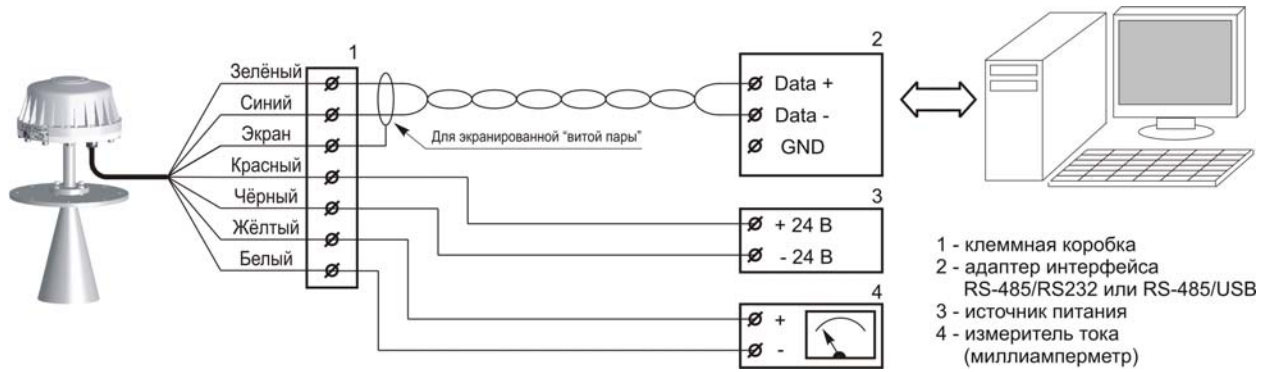 1
Зелёный
Синий
Экран
Красный
Чёрный
Жёлтый
Белый
Для экранированной "витой пары"
2
Data +
Data -
GND
3
+ 24 В
- 24 В
4
+
-
1 - клеммная коробка
2 - адаптер интерфейса
RS-485/RS232 или RS-485/USB
3 - источник питания
4 - измеритель тока
(миллиамперметр)